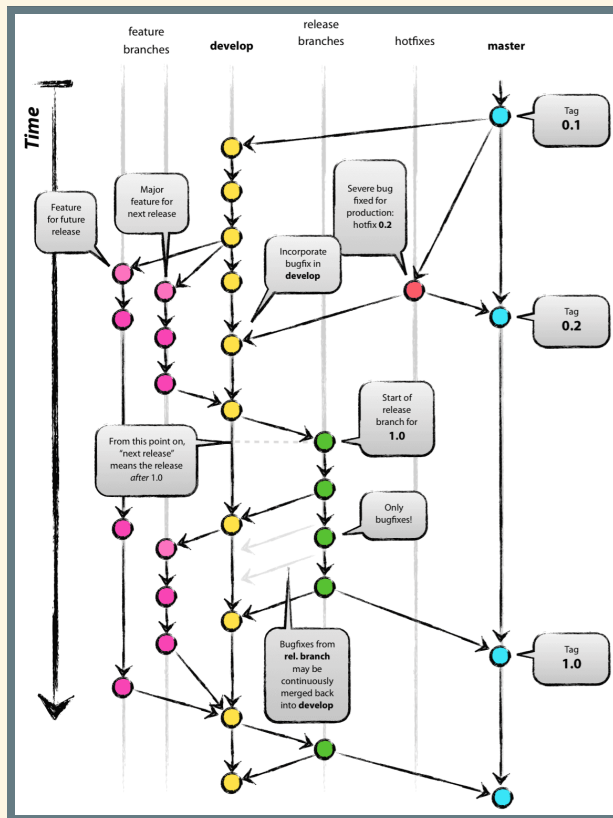 feature
branches
develop
release
branches
hotfixes
master
Time
Tag
0.1
Feature
for future
release
Major
feature for
next release
Severe bug
fixed for
production:
hotfix 0.2
Incorporate
bugfix in
develop
Tag
0.2
Start of
release
branch for
1.0
From this point on,
"next release"
means the release
after 1.0
Only
bugfixes!
Bugfixes from
rel. branch
may be
continuously
merged back
into develop
Tag
1.0